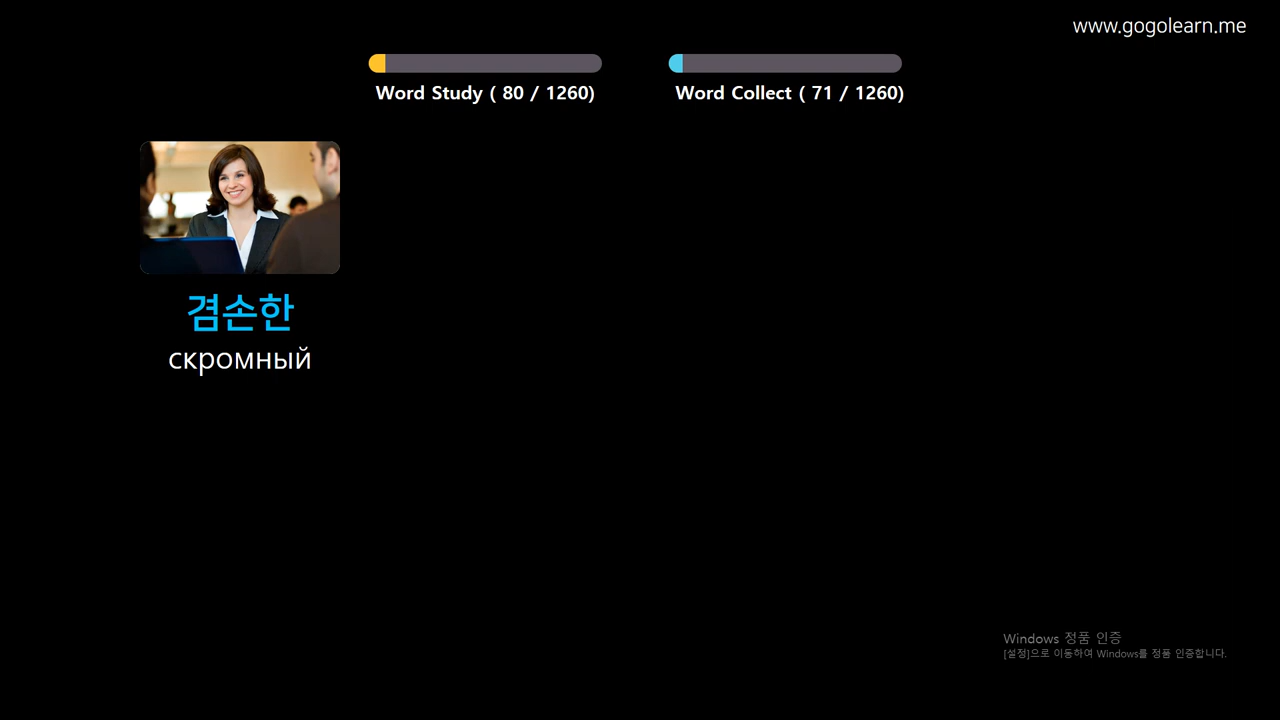 www.gogolearn.me
Word Study ( 80 / 1260)
Word Collect ( 71 / 1260)
겸손한
скромный
Windows 정품 인증
[설정]으로 이동하여 Windows를 정품 인증합니다.